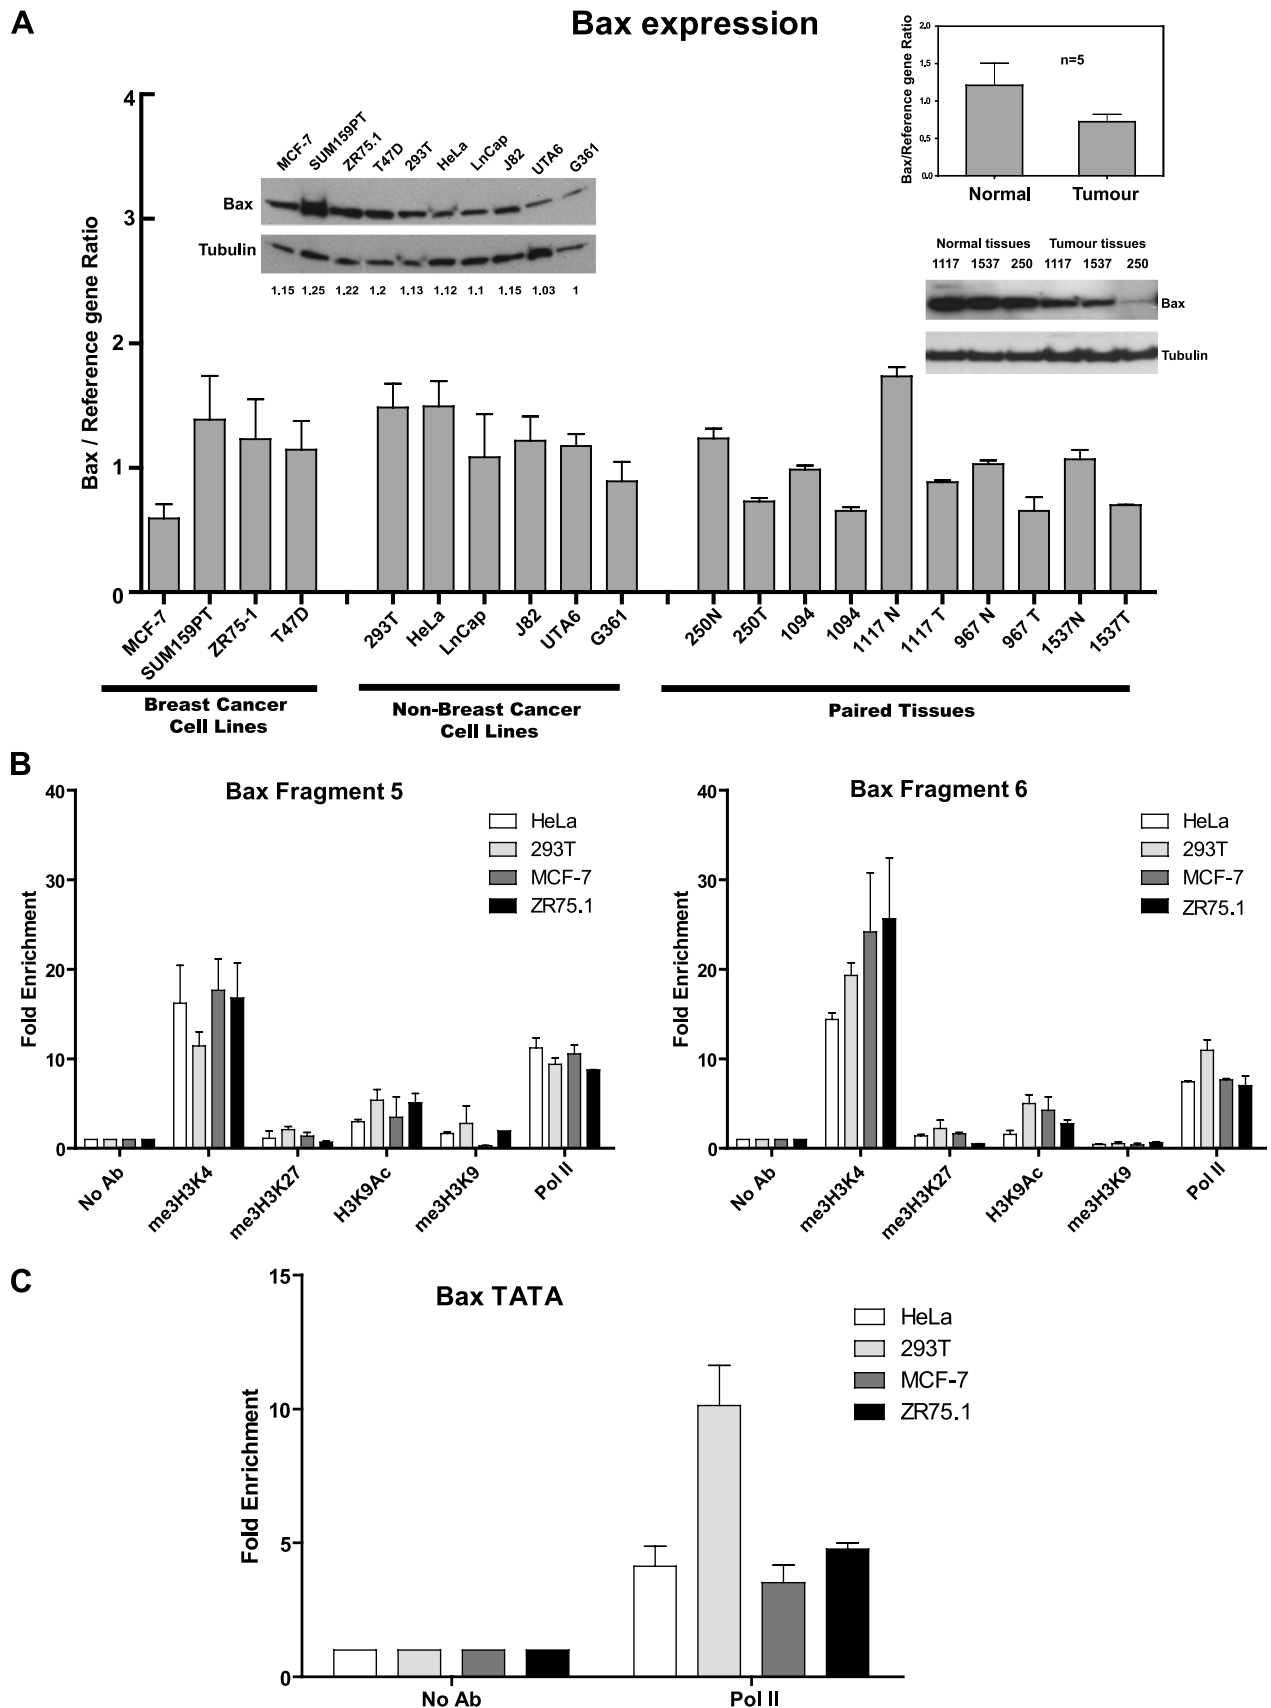 A
Bax expression
Bax/Reference gene Ratio
2.0
1.5
1.0
0.5
0.0
n=5
Normal Tumour
Bax / Reference gene Ratio
4
3
2
1
0
MCF-7 SUM159PT ZR75.1 T47D 293T HeLa LnCap J82 UTA6 G361
Bax
Tubulin
1.15 1.25 1.22 1.2 1.13 1.12 1.1 1.15 1.03 1
Normal tissues Tumour tissues
1117 1537 250 1117 1537 250
Bax
Tubulin
MCF-7 SUM159PT ZR75-1 T47D 293T HeLa LnCap J82 UTA6 G361 250N 250T 1094 1094 1117 N 1117 T 967 N 967 T 1537N 1537T
Breast Cancer
Cell Lines
Non-Breast Cancer
Cell Lines
Paired Tissues
B
Bax Fragment 5
Fold Enrichment
40
30
20
10
0
HeLa
293T
MCF-7
ZR75.1
No Ab me3H3K4 me3H3K27 H3K9Ac me3H3K9 Pol II
Bax Fragment 6
Fold Enrichment
40
30
20
10
0
HeLa
293T
MCF-7
ZR75.1
No Ab me3H3K4 me3H3K27 H3K9Ac me3H3K9 Pol II
C
Bax TATA
Fold Enrichment
15
10
5
0
HeLa
293T
MCF-7
ZR75.1
No Ab Pol II